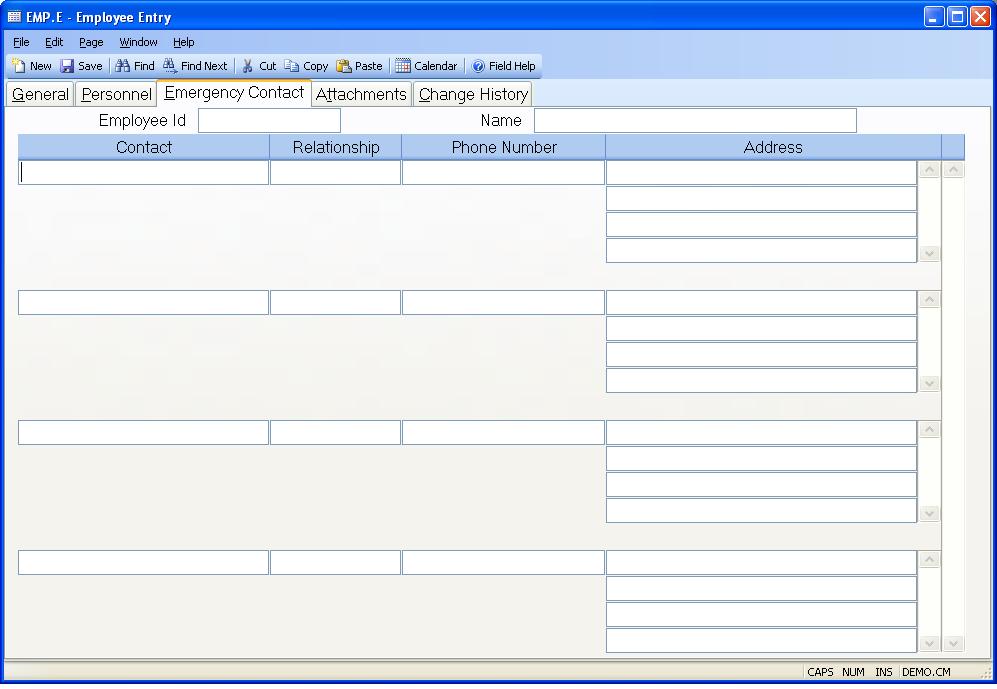 EMP.E - Employee Entry
File Edit Page Window Help
New Save Find Find Next Cut Copy Paste Calendar Field Help
General Personnel Emergency Contact Attachments Change History
Employee Id Name
Contact Relationship Phone Number Address
CAPS NUM INS DEMO.CM